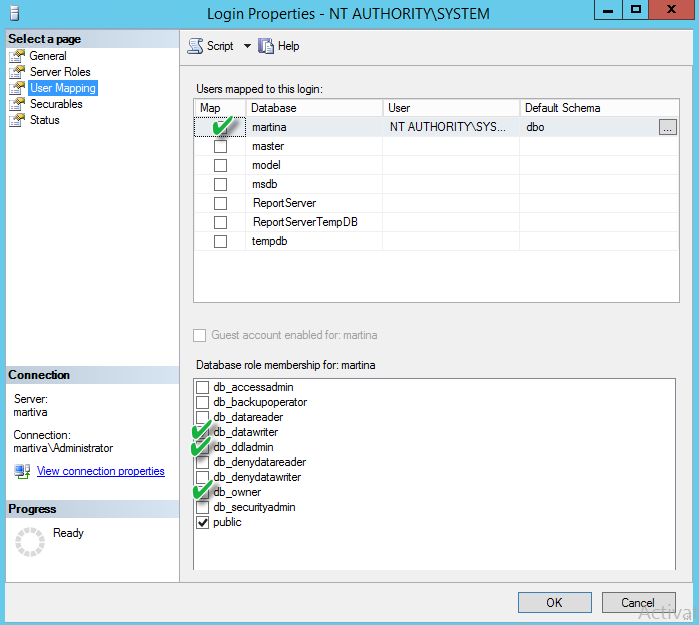 Login Properties - NT AUTHORITY\SYSTEM
Select a page
General
Server Roles
User Mapping
Securables
Status
Script
Help
Users mapped to this login:
Map Database User Default Schema
martina NT AUTHORITY\SYS... dbo ...
master
model
msdb
ReportServer
ReportServerTempDB
tempdb
Guest account enabled for: martina
Database role membership for: martina
db_accessadmin
db_backupoperator
db_datareader
db_datawriter
db_ddladmin
db_denydatareader
db_denydatawriter
db_owner
db_securityadmin
public
Connection
Server:
martiva
Connection:
martiva\Administrator
View connection properties
Progress
Ready
OK Cancel